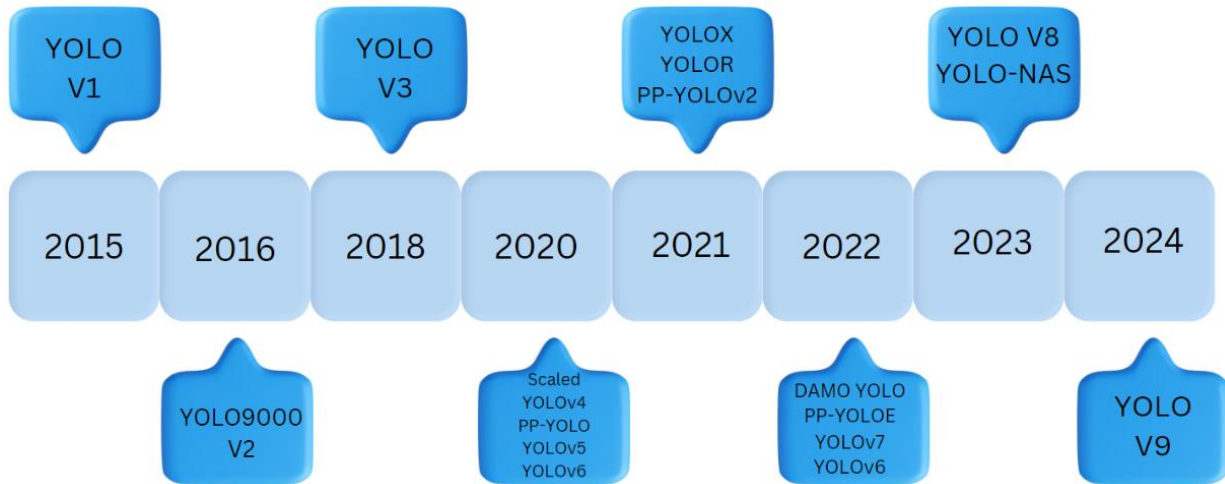 YOLO
V1
YOLO
V3
YOLOX
YOLOR
PP-YOLOv2
YOLO V8
YOLO-NAS
2015
2016
2018
2020
2021
2022
2023
2024
YOLO9000
V2
Scaled
YOLOv4
PP-YOLO
YOLOv5
YOLOv6
DAMO YOLO
PP-YOLOE
YOLOv7
YOLOv6
YOLO
V9